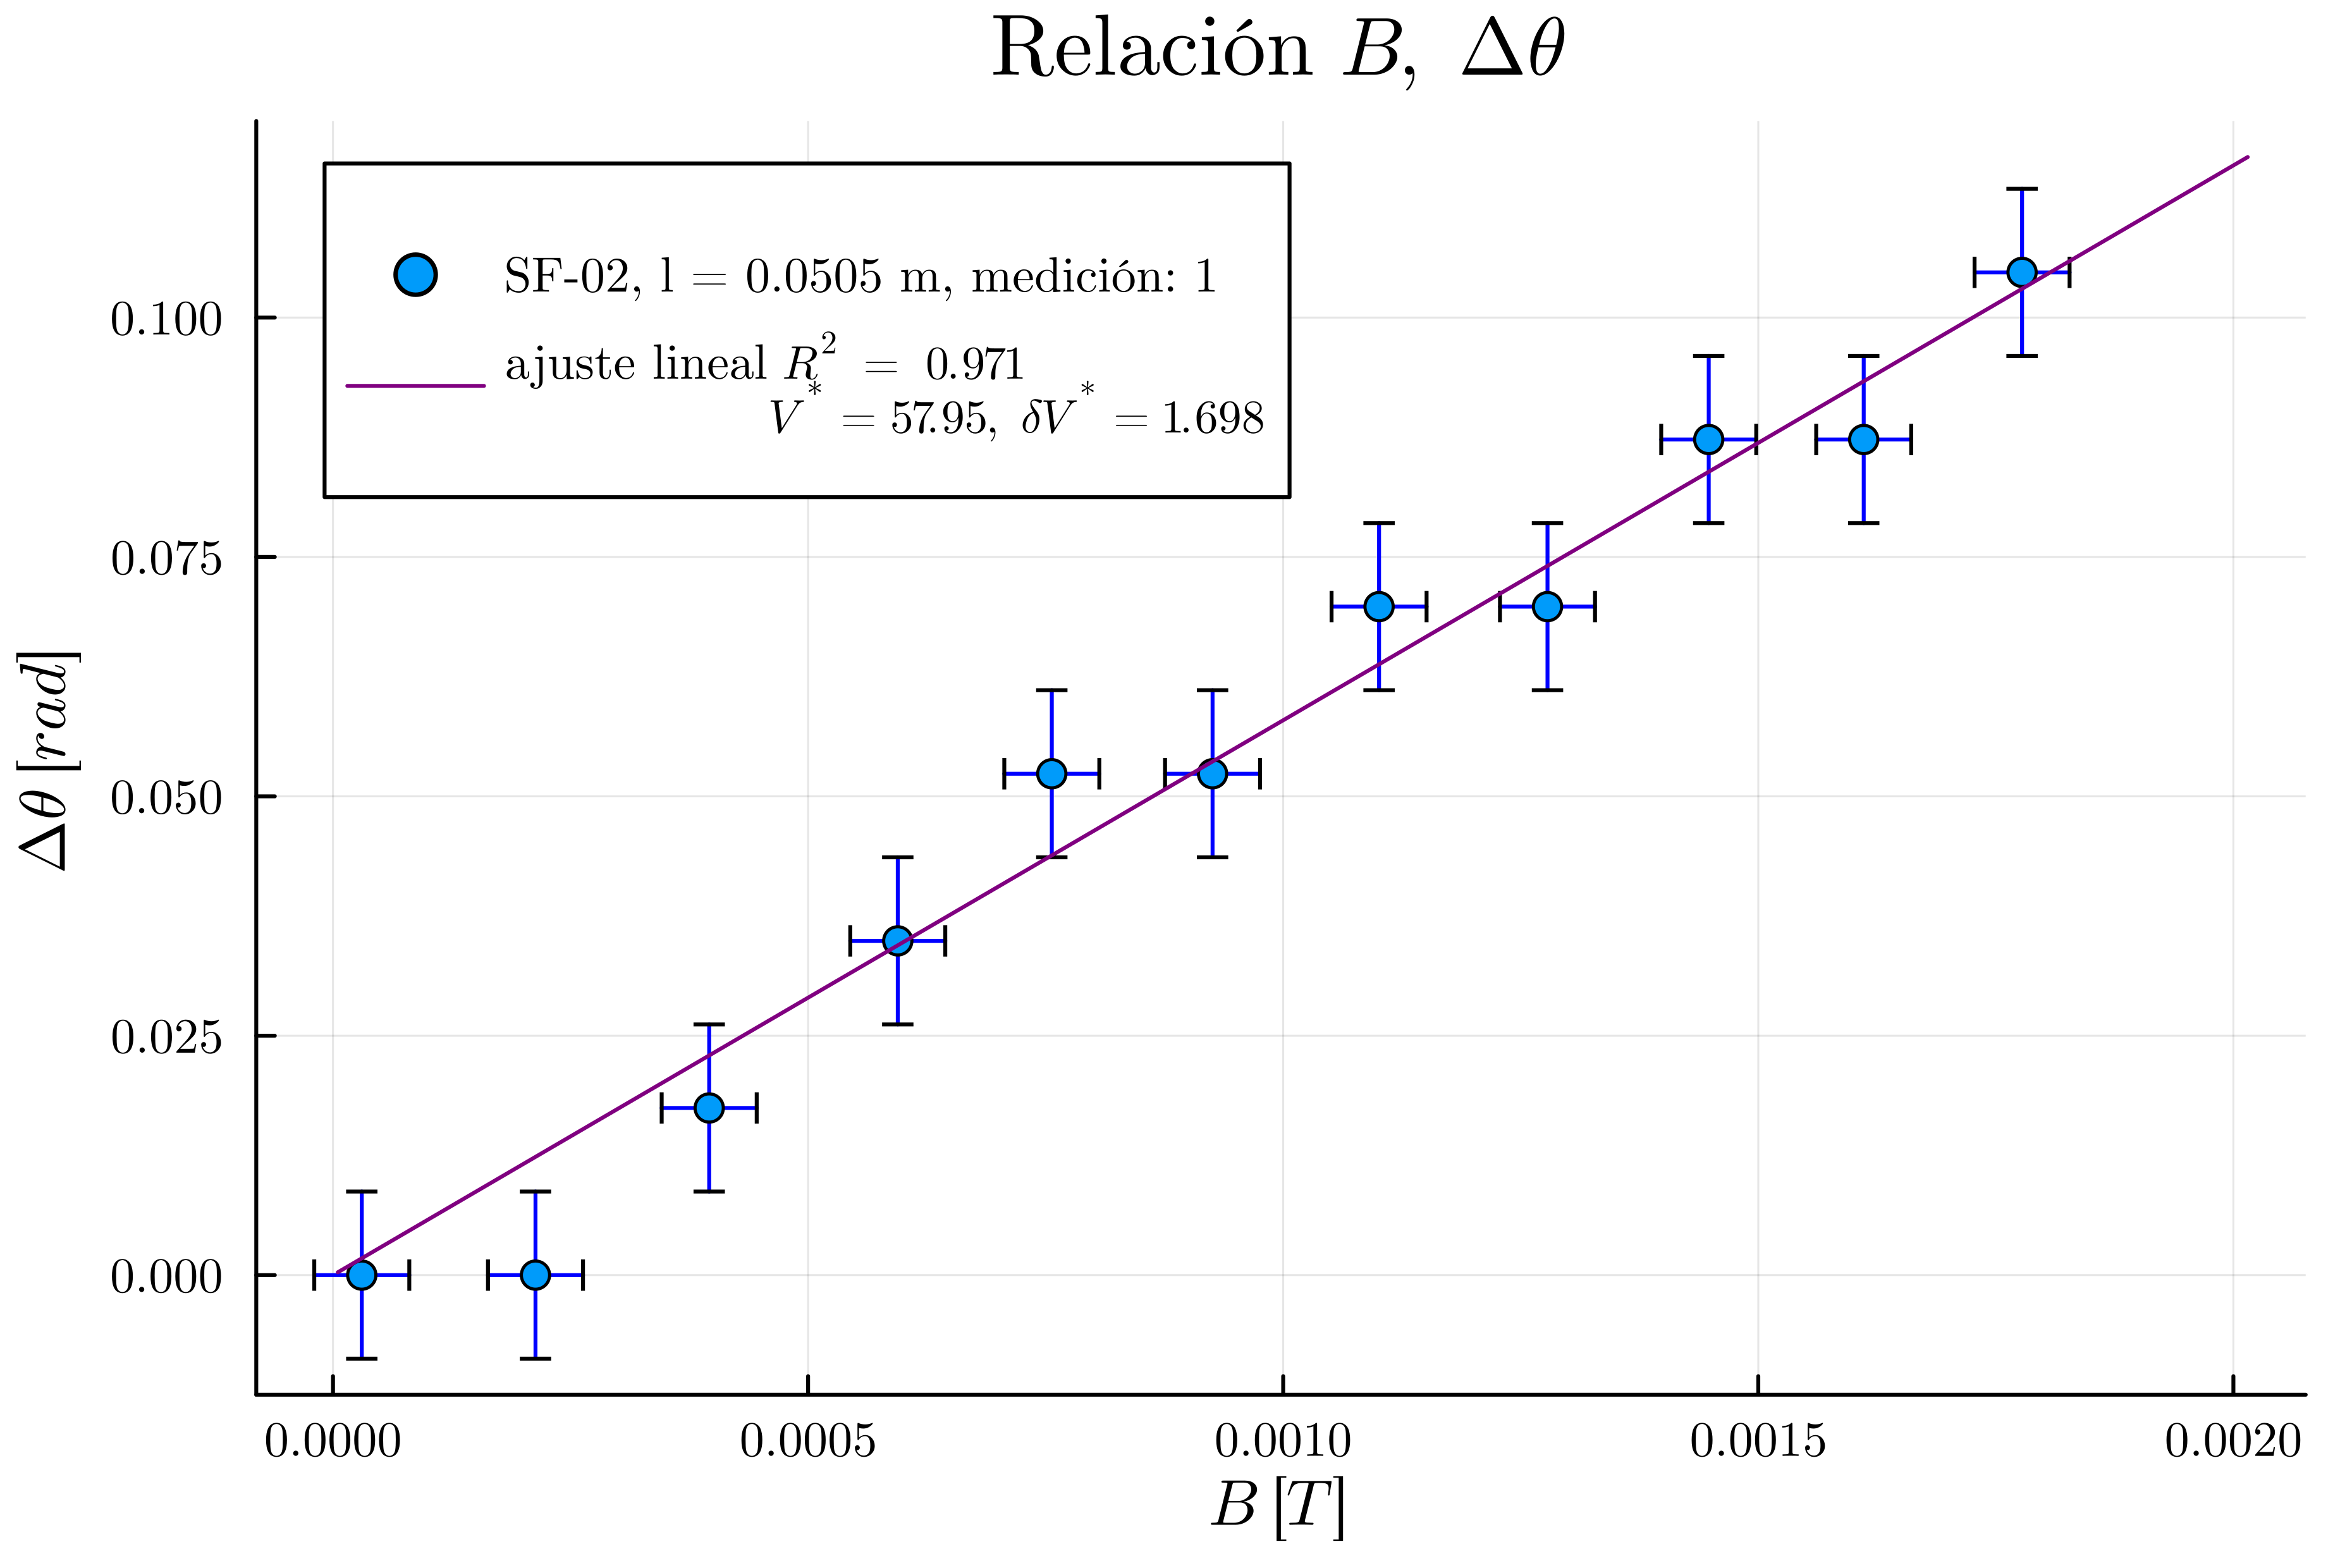 Relación B, Δθ
SF-02, l = 0.0505 m, medición: 1
ajuste lineal R² = 0.971
V* = 57.95, δV* = 1.698
Δθ [rad]
0.100
0.075
0.050
0.025
0.000
0.0000 0.0005 0.0010 0.0015 0.0020
B [T]